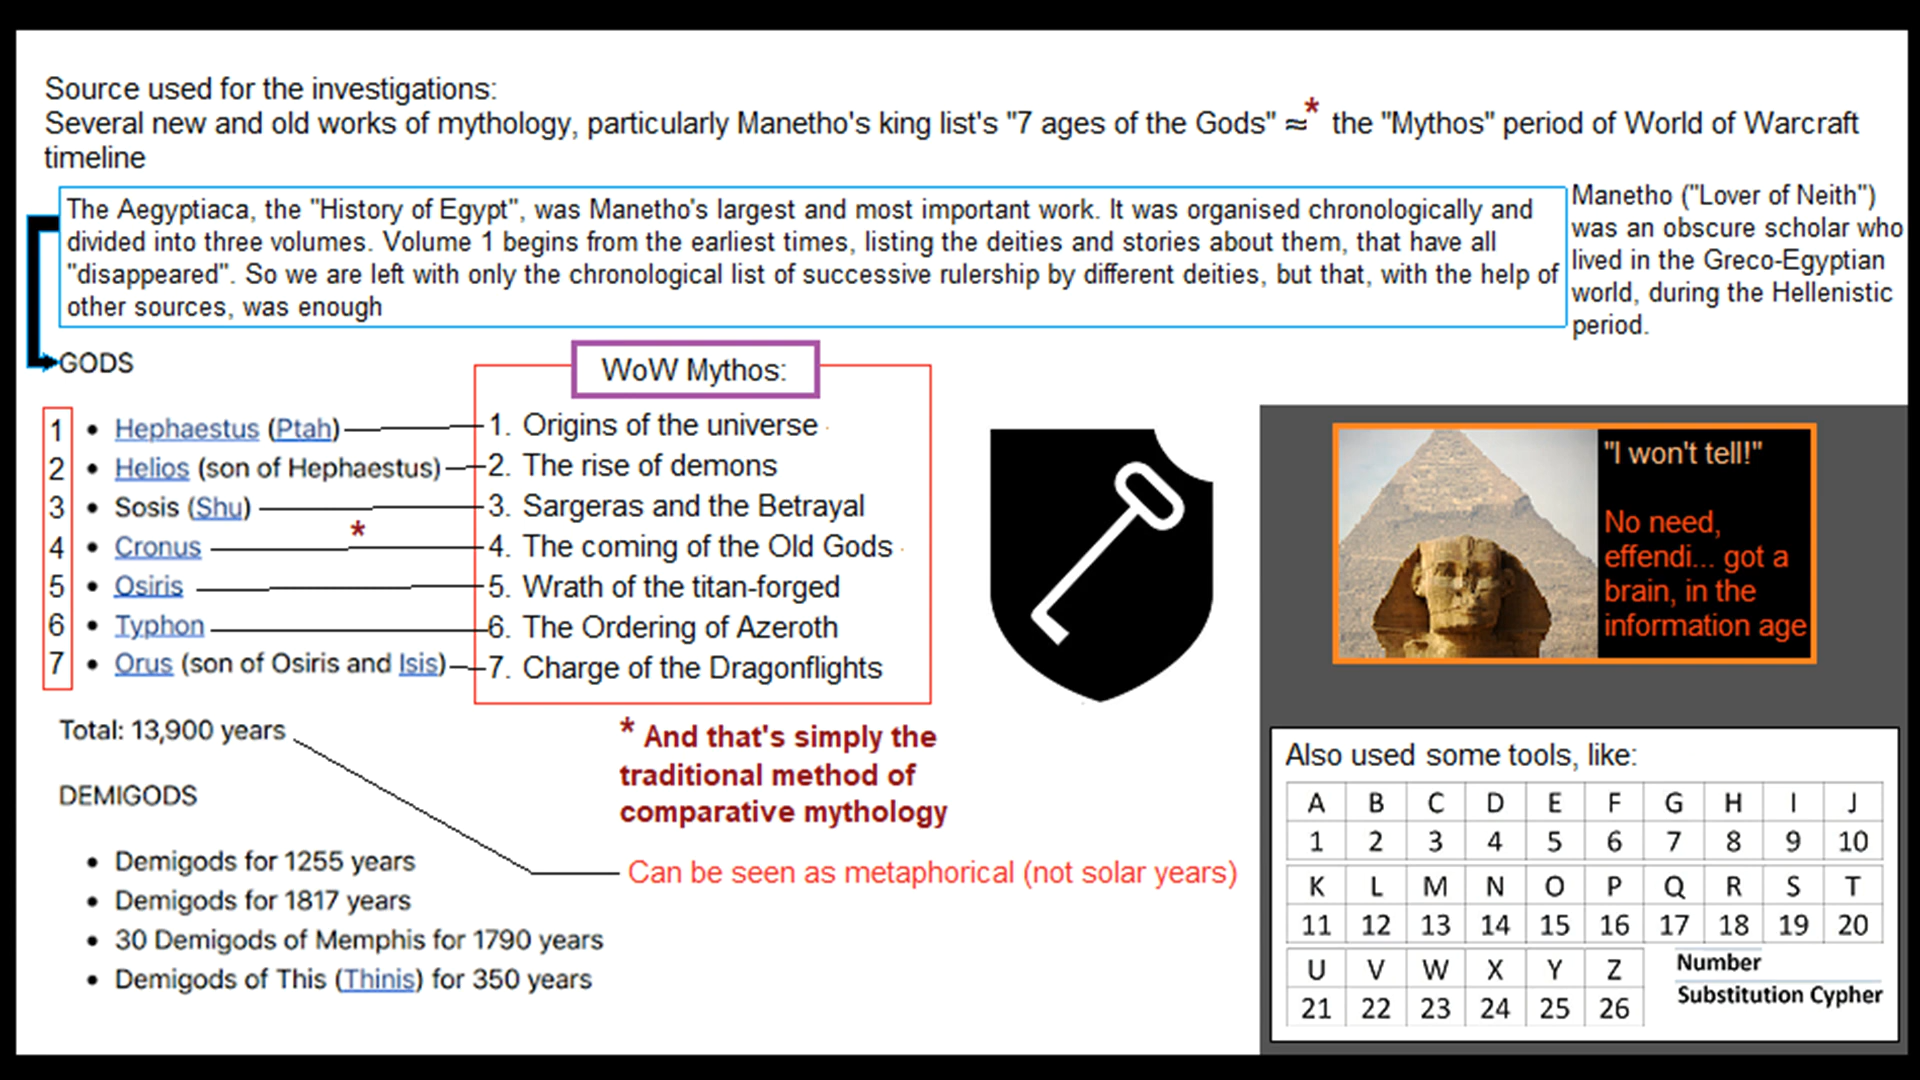 Source used for the investigations:
Several new and old works of mythology, particularly Manetho's king list's "7 ages of the Gods" ≈* the "Mythos" period of World of Warcraft
timeline
The Aegyptiaca, the "History of Egypt", was Manetho's largest and most important work. It was organised chronologically and
divided into three volumes. Volume 1 begins from the earliest times, listing the deities and stories about them, that have all
"disappeared". So we are left with only the chronological list of successive rulership by different deities, but that, with the help of
other sources, was enough
Manetho ("Lover of Neith")
was an obscure scholar who
lived in the Greco-Egyptian
world, during the Hellenistic
period.
GODS
1 • Hephaestus (Ptah)
2 • Helios (son of Hephaestus)
3 • Sosis (Shu)
*
4 • Cronus
5 • Osiris
6 • Typhon
7 • Orus (son of Osiris and Isis)
WoW Mythos:
1. Origins of the universe
2. The rise of demons
3. Sargeras and the Betrayal
4. The coming of the Old Gods
5. Wrath of the titan-forged
6. The Ordering of Azeroth
7. Charge of the Dragonflights
"I won't tell!"
No need,
effendi... got a
brain, in the
information age
Total: 13,900 years
* And that's simply the
traditional method of
comparative mythology
Can be seen as metaphorical (not solar years)
DEMIGODS
• Demigods for 1255 years
• Demigods for 1817 years
• 30 Demigods of Memphis for 1790 years
• Demigods of This (Thinis) for 350 years
Also used some tools, like:
A B C D E F G H I J
1 2 3 4 5 6 7 8 9 10
K L M N O P Q R S T
11 12 13 14 15 16 17 18 19 20
U V W X Y Z
21 22 23 24 25 26
Number
Substitution Cypher